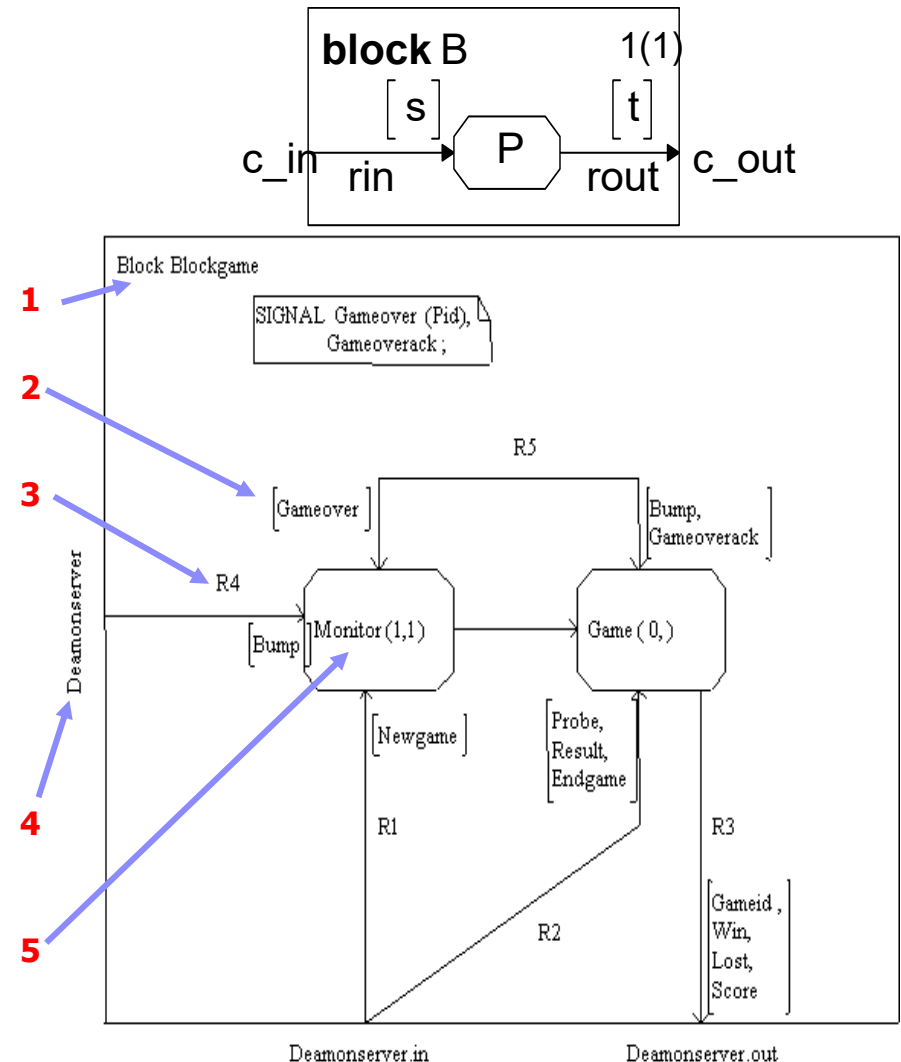 block B
1(1)
[ s ]
[ t ]
c_in
P
c_out
rin
rout
Block Blockgame
1
SIGNAL Gameover (Pid),
Gameoverack ;
2
R5
3
[Gameover ]
[Bump,
Gameoverack ]
R4
Deamonserver
[Bump ]
Monitor (1,1)
Game ( 0, )
[Newgame ]
[Probe,
Result,
Endgame ]
4
R1
R3
5
R2
[Gameid ,
Win,
Lost,
Score ]
Deamonserver.in
Deamonserver.out